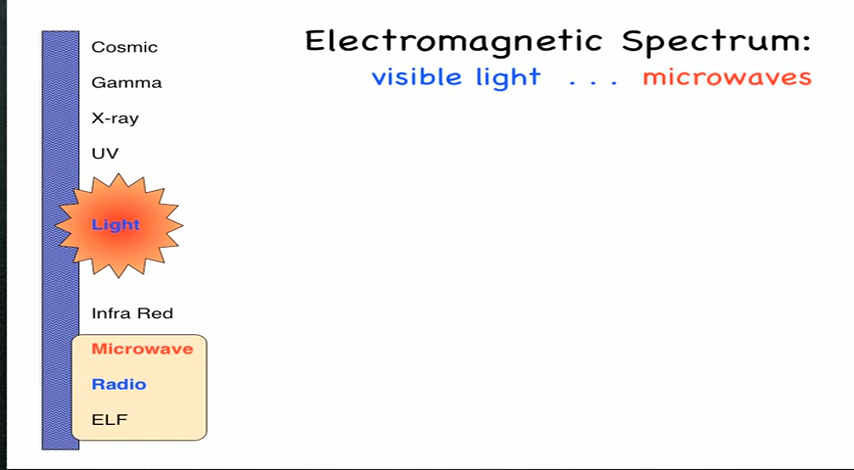 Electromagnetic Spectrum:
visible light . . . microwaves
Cosmic
Gamma
X-ray
UV
Light
Infra Red
Microwave
Radio
ELF